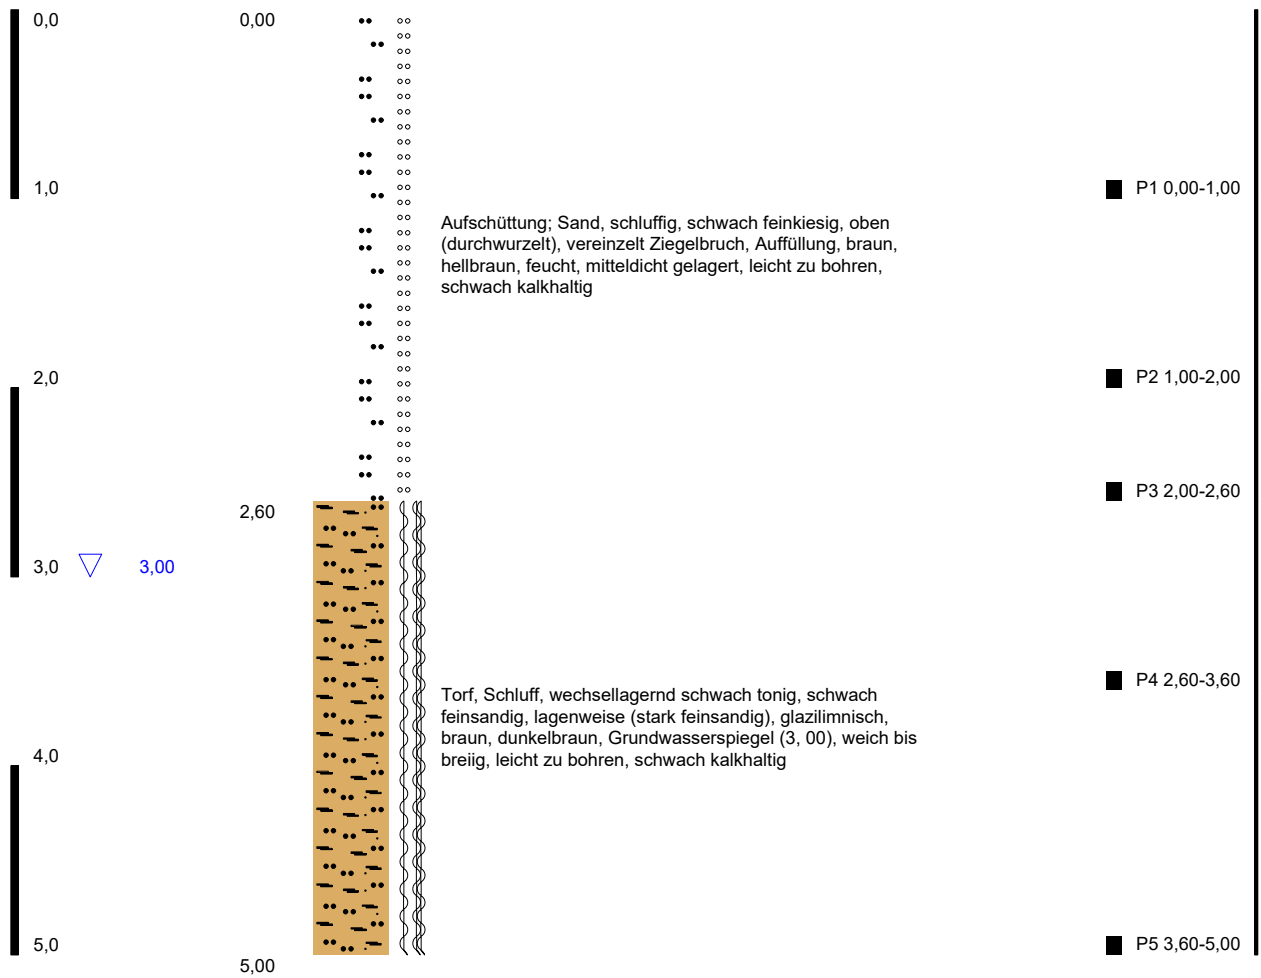 0,0
0,00
1,0
P1 0,00-1,00
Aufschüttung; Sand, schluffig, schwach feinkiesig, oben
(durchwurzelt), vereinzelt Ziegelbruch, Auffüllung, braun,
hellbraun, feucht, mitteldicht gelagert, leicht zu bohren,
schwach kalkhaltig
2,0
P2 1,00-2,00
P3 2,00-2,60
2,60
3,0
3,00
P4 2,60-3,60
Torf, Schluff, wechsellagernd schwach tonig, schwach
feinsandig, lagenweise (stark feinsandig), glazilimnisch,
braun, dunkelbraun, Grundwasserspiegel (3, 00), weich bis
breiig, leicht zu bohren, schwach kalkhaltig
4,0
5,0
P5 3,60-5,00
5,00